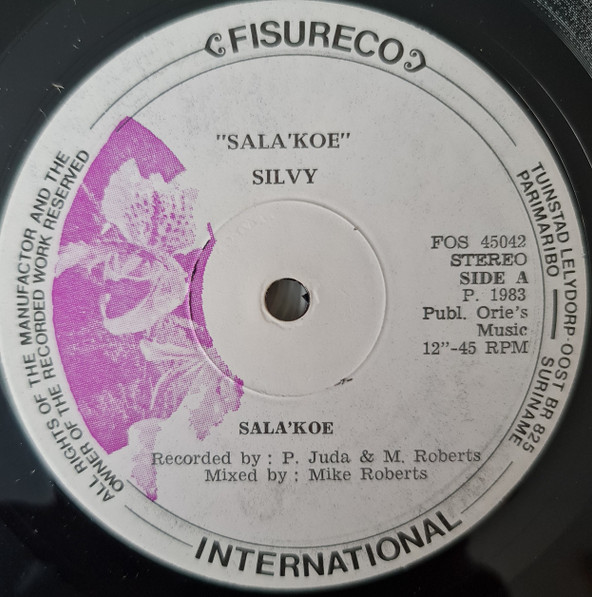 FISURECO
"SALA'KOE"
SILVY
FOS 45042
STEREO
SIDE A
P. 1983
Publ. Orie's
Music
12"-45 RPM
SALA'KOE
Recorded by : P. Juda & M. Roberts
Mixed by : Mike Roberts
INTERNATIONAL
ALL RIGHTS OF THE MANUFACTOR AND THE
OWNER OF THE RECORDED WORK RESERVED
TUINSTAD LELYDORP-OOST BR 825
PARIMARIBO — SURINAME